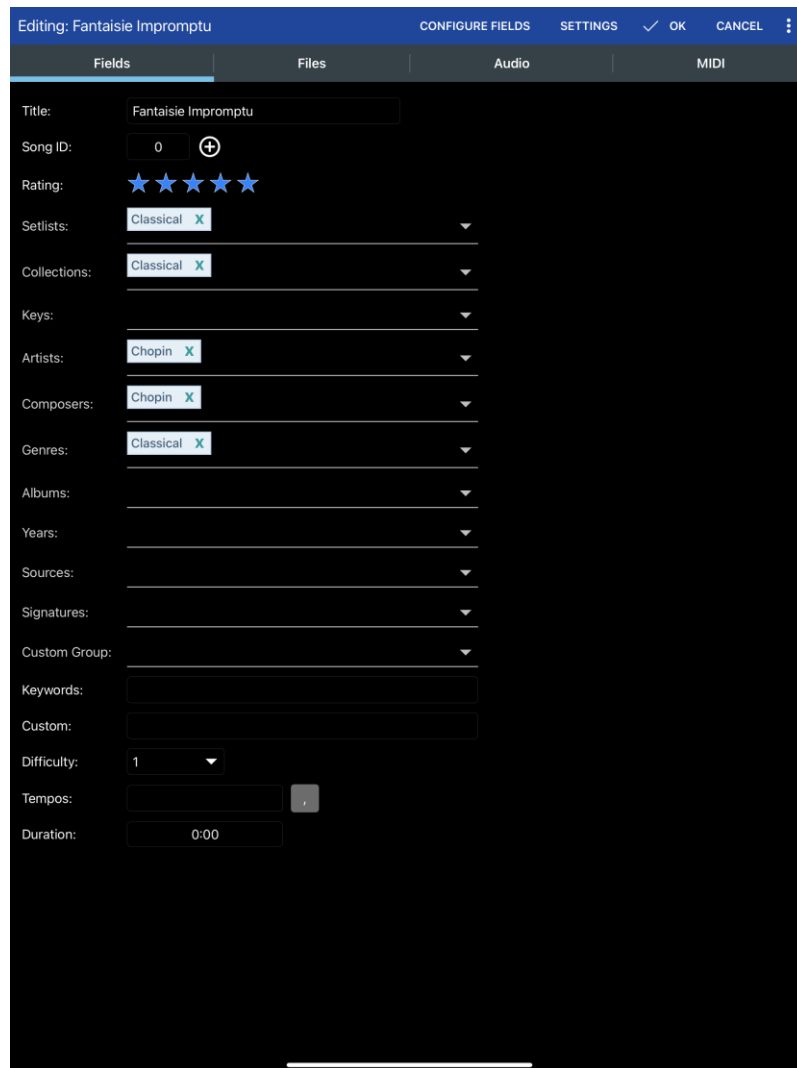 Editing: Fantaisie Impromptu CONFIGURE FIELDS SETTINGS OK CANCEL
Fields Files Audio MIDI
Title: Fantaisie Impromptu
Song ID: 0
Rating:
Setlists: Classical X
Collections: Classical X
Keys:
Artists: Chopin X
Composers: Chopin X
Genres: Classical X
Albums:
Years:
Sources:
Signatures:
Custom Group:
Keywords:
Custom:
Difficulty: 1
Tempos: ,
Duration: 0:00